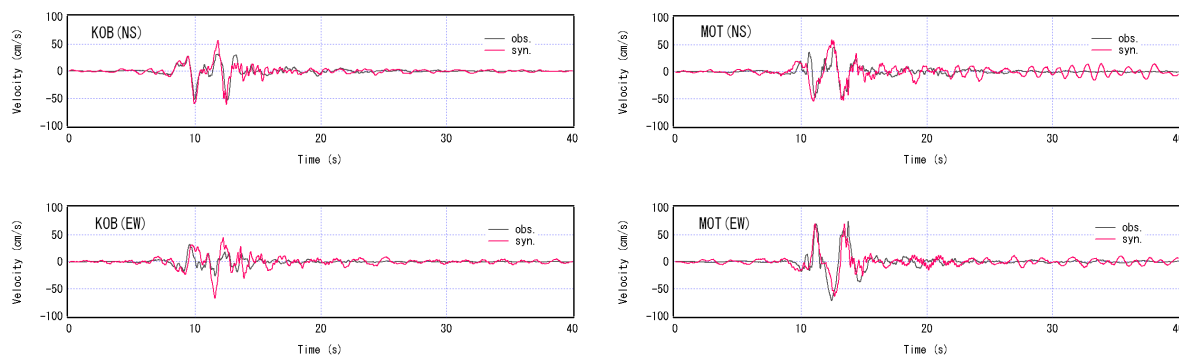 KOB(NS)
obs.
syn.
Velocity (cm/s)
100
50
0
-50
-100
0 10 20 30 40
Time (s)
MOT(NS)
obs.
syn.
Velocity (cm/s)
100
50
0
-50
-100
0 10 20 30 40
Time (s)
KOB(EW)
obs.
syn.
Velocity (cm/s)
100
50
0
-50
-100
0 10 20 30 40
Time (s)
MOT(EW)
obs.
syn.
Velocity (cm/s)
100
50
0
-50
-100
0 10 20 30 40
Time (s)